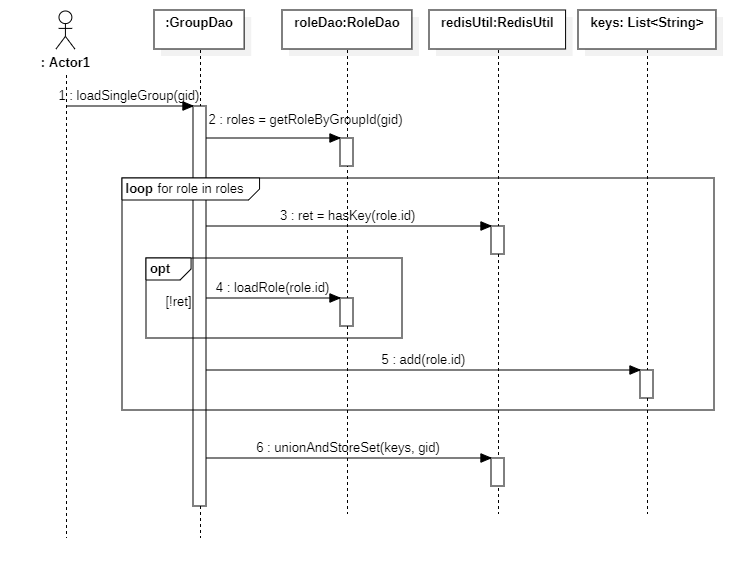 :GroupDao
roleDao:RoleDao
redisUtil:RedisUtil
keys: List<String>
: Actor1
1 : loadSingleGroup(gid)
2 : roles = getRoleByGroupId(gid)
loop for role in roles
3 : ret = hasKey(role.id)
opt
4 : loadRole(role.id)
[!ret]
5 : add(role.id)
6 : unionAndStoreSet(keys, gid)